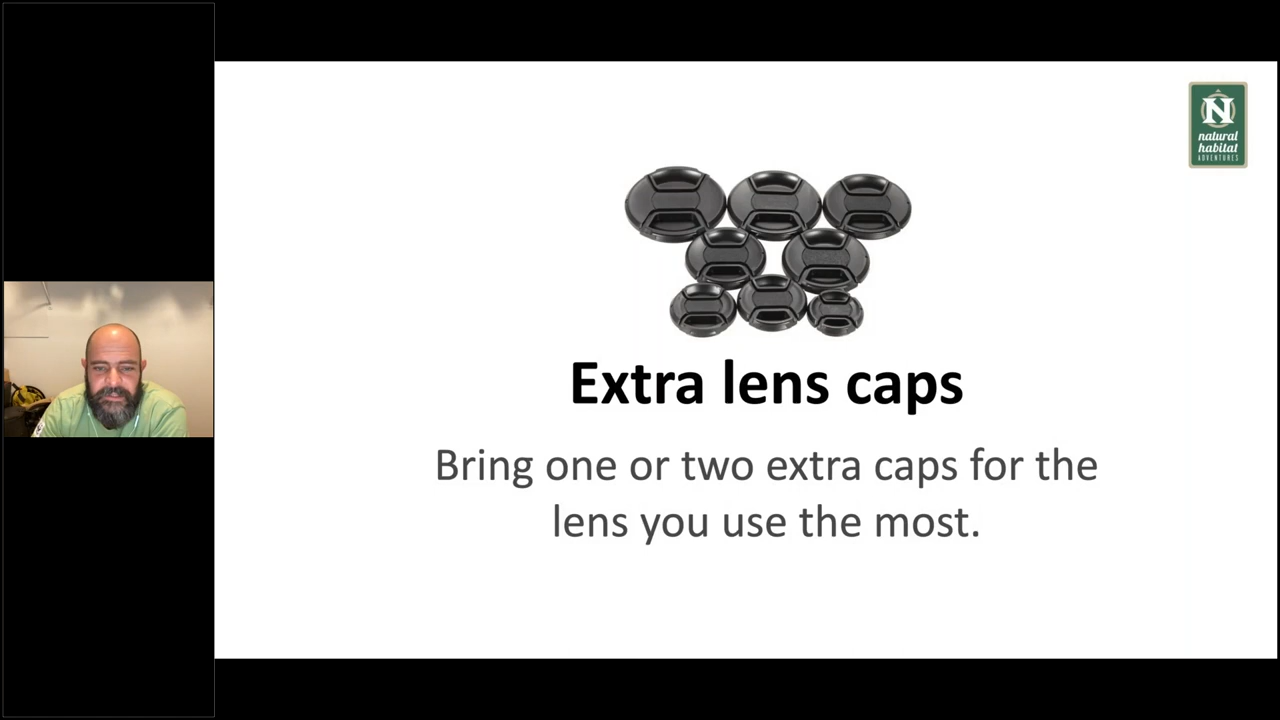 N
natural
habitat
ADVENTURES
Extra lens caps
Bring one or two extra caps for the
lens you use the most.